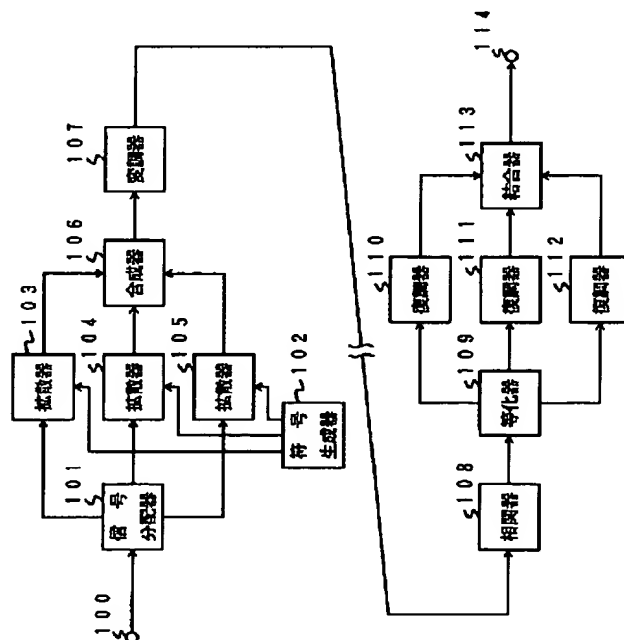 100
101
信号
分配器
103
拡散器
104
拡散器
105
拡散器
102
符号
生成器
106
合成器
107
変調器
108
相関器
109
等化器
110
復調器
111
復調器
112
復調器
113
結合器
114